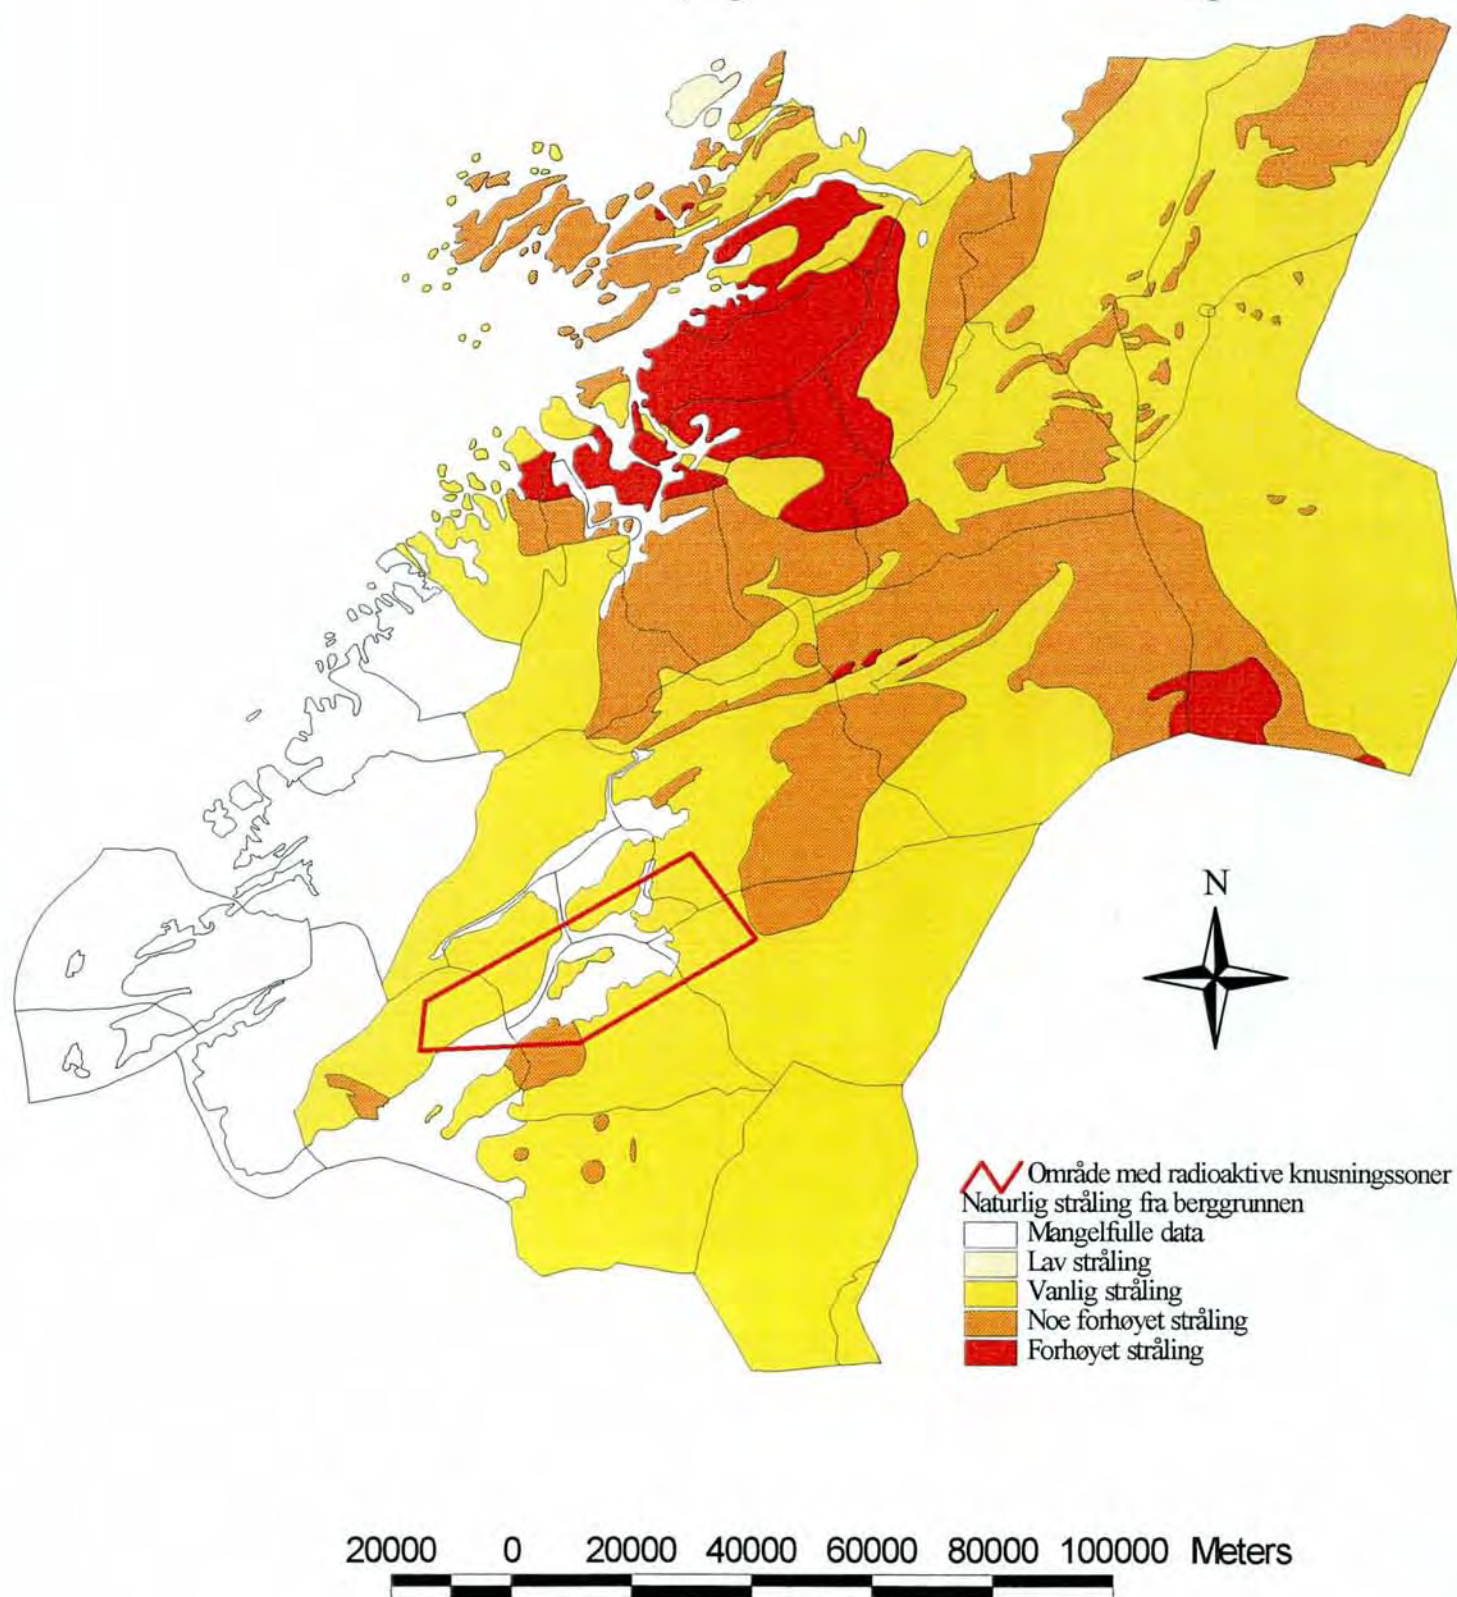 N
Område med radioaktive knusningssoner
Naturlig stråling fra berggrunnen
Mangelfulle data
Lav stråling
Vanlig stråling
Noe forhøyet stråling
Forhøyet stråling
20000 0 20000 40000 60000 80000 100000 Meters